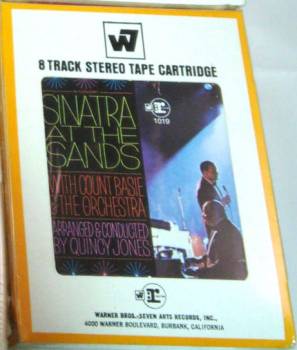 W7
8 TRACK STEREO TAPE CARTRIDGE
SINATRA
AT THE
SANDS
1019
WITH COUNT BASIE
& THE ORCHESTRA
ARRANGED & CONDUCTED
BY QUINCY JONES
WARNER BROS.-SEVEN ARTS RECORDS, INC.,
4000 WARNER BOULEVARD, BURBANK, CALIFORNIA